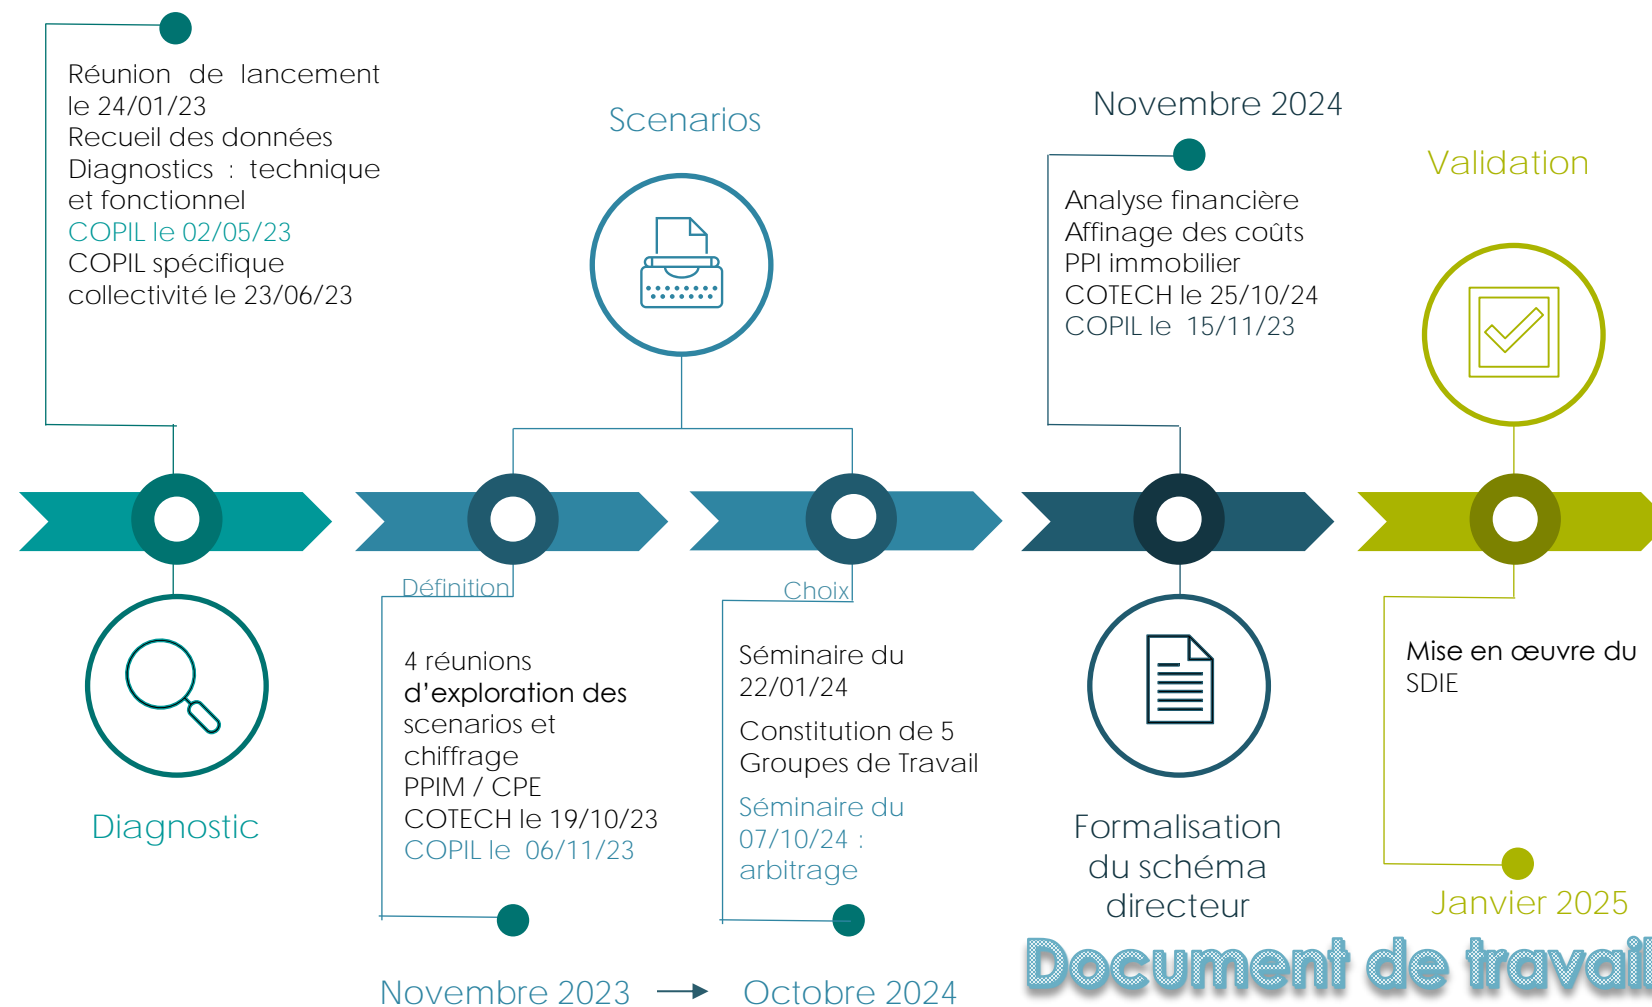 Réunion de lancement
le 24/01/23
Recueil des données
Diagnostics : technique
et fonctionnel
COPIL le 02/05/23
COPIL spécifique
collectivité le 23/06/23
Diagnostic
Scenarios
Définition
4 réunions
d’exploration des
scenarios et
chiffrage
PPIM / CPE
COTECH le 19/10/23
COPIL le 06/11/23
Novembre 2023
Choix
Séminaire du
22/01/24
Constitution de 5
Groupes de Travail
Séminaire du
07/10/24 :
arbitrage
Octobre 2024
Novembre 2024
Analyse financière
Affinage des coûts
PPI immobilier
COTECH le 25/10/24
COPIL le 15/11/23
Formalisation
du schéma
directeur
Validation
Mise en œuvre du
SDIE
Janvier 2025
Document de travail